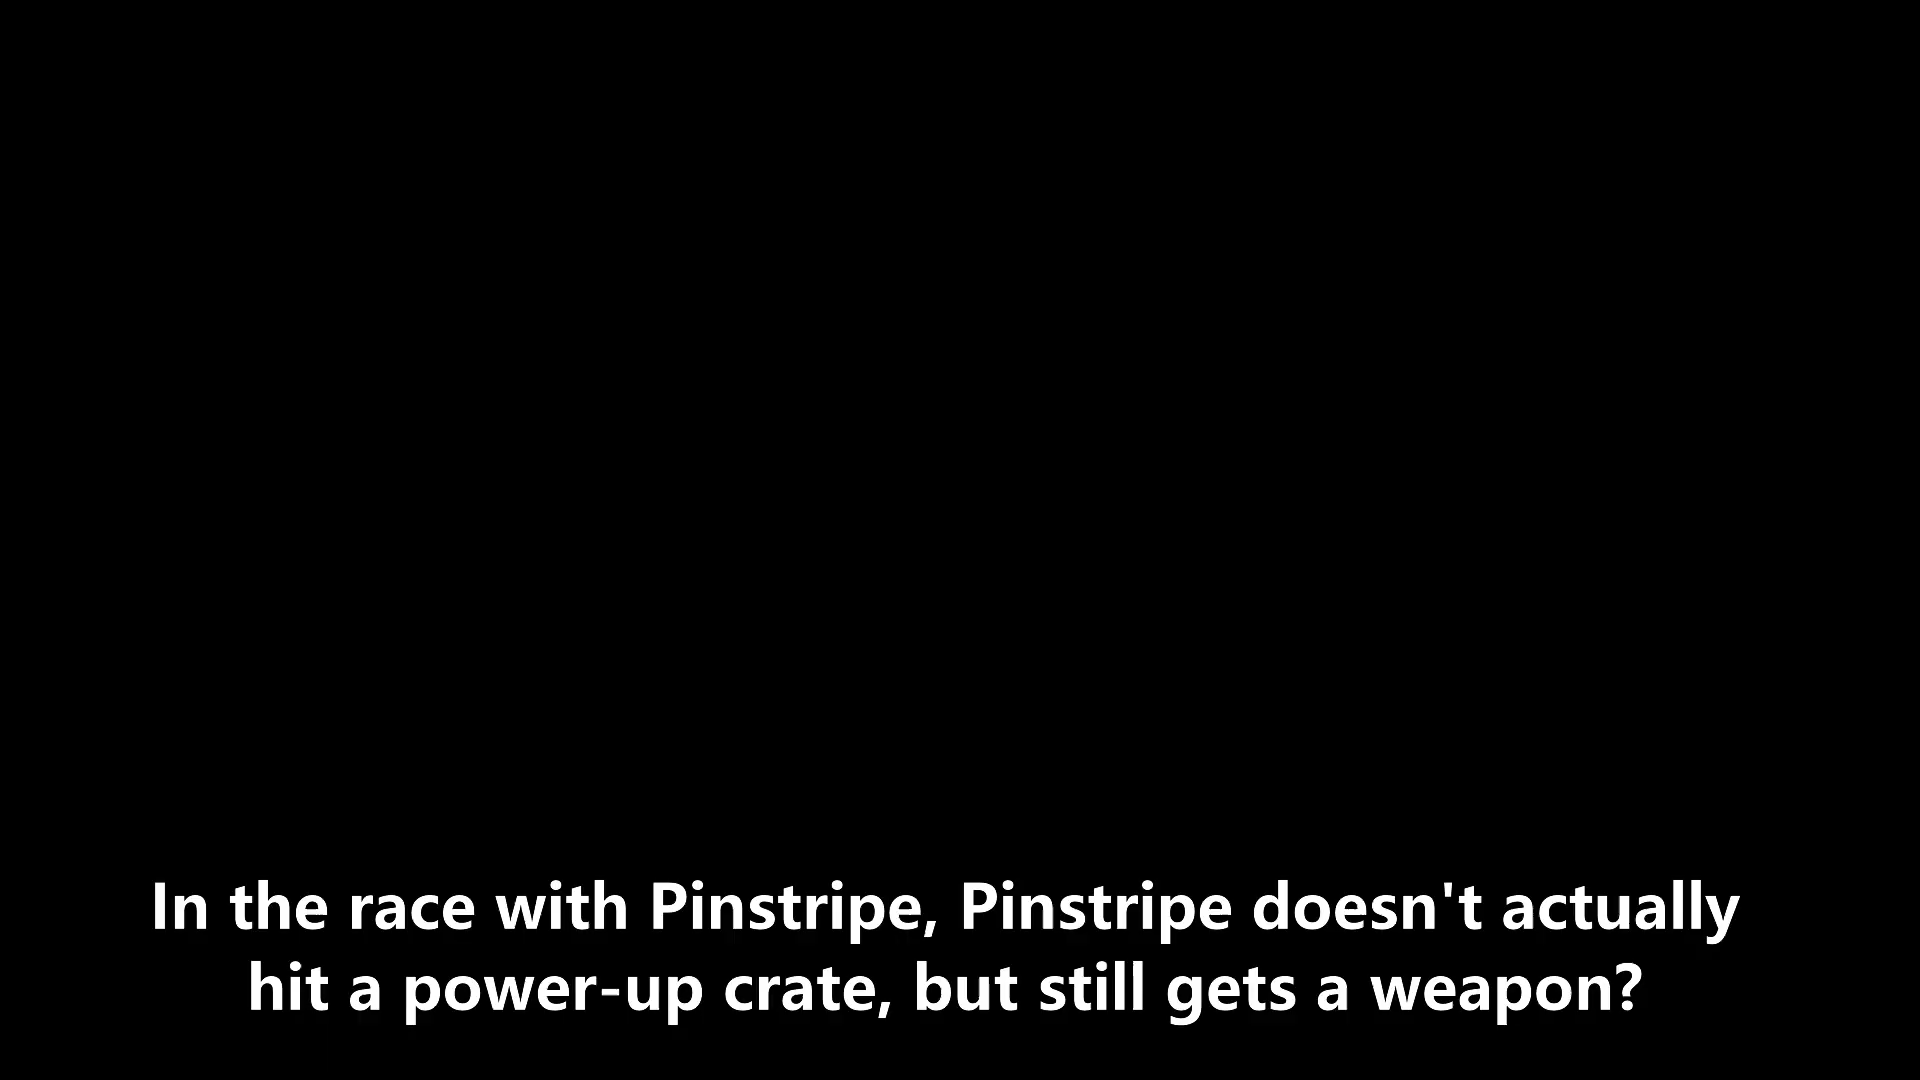 In the race with Pinstripe, Pinstripe doesn't actually
hit a power-up crate, but still gets a weapon?